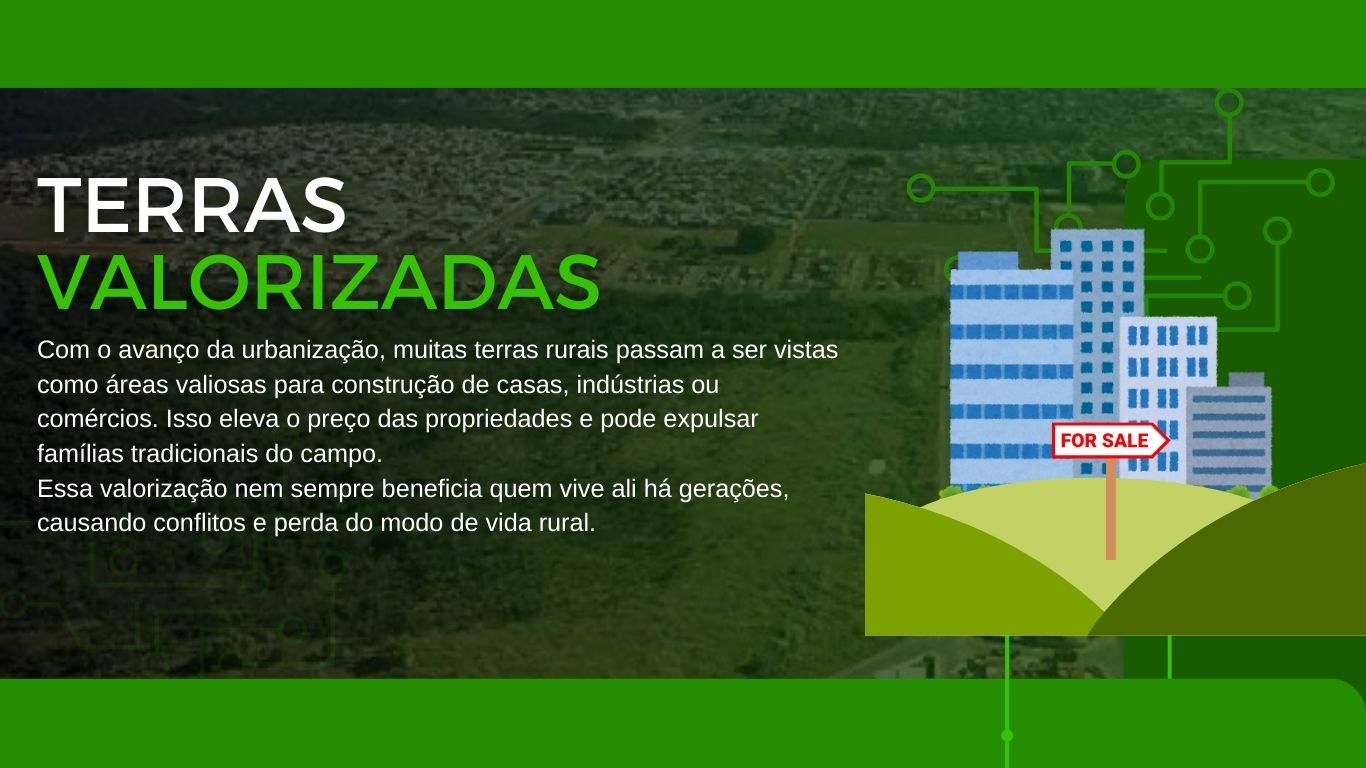 TERRAS
VALORIZADAS
Com o avanço da urbanização, muitas terras rurais passam a ser vistas
como áreas valiosas para construção de casas, indústrias ou
comércios. Isso eleva o preço das propriedades e pode expulsar
famílias tradicionais do campo.
Essa valorização nem sempre beneficia quem vive ali há gerações,
causando conflitos e perda do modo de vida rural.
FOR SALE